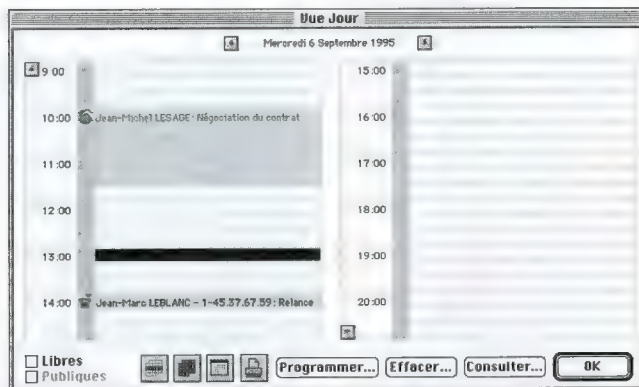 Vue Jour
Mercredi 6 Septembre 1995
9:00
10:00 Jean-Michel LESAGE : Négociation du contrat
11:00
12:00
13:00
14:00 Jean-Marc LEBLANC - 1-45.37.67.59 : Relance
15:00
16:00
17:00
18:00
19:00
20:00
Libres
Publiques
Programmer...
Effacer...
Consulter...
OK